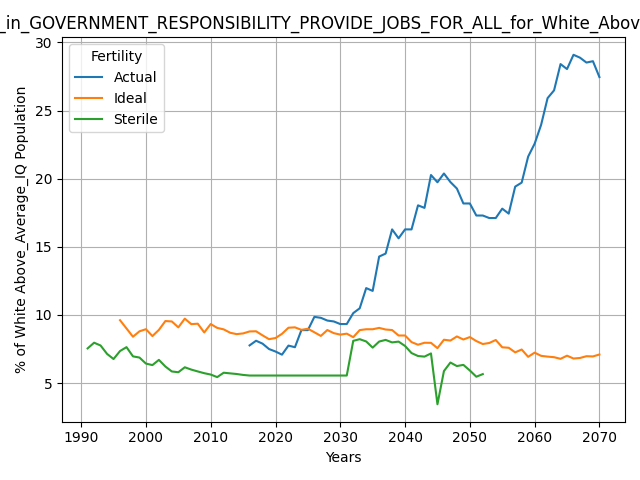 _in_GOVERNMENT_RESPONSIBILITY_PROVIDE_JOBS_FOR_ALL_for_White_Abov
30
25
20
15
10
5
% of White Above_Average_IQ Population
Fertility
Actual
Ideal
Sterile
1990 2000 2010 2020 2030 2040 2050 2060 2070
Years